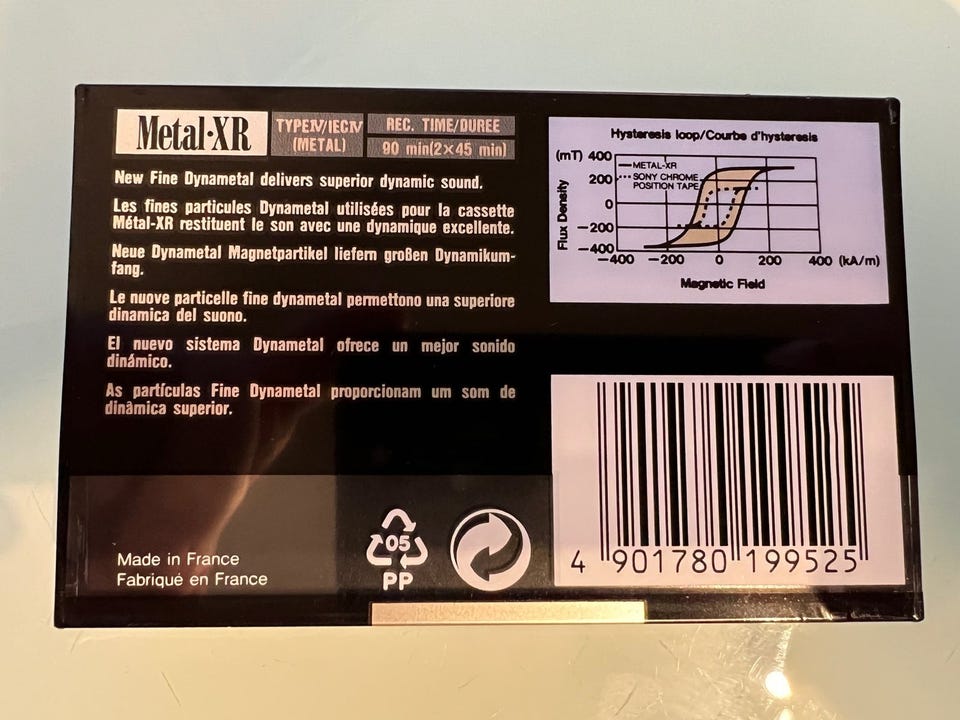 Metal·XR
TYPEⅣ/IECⅣ
(METAL)
REC. TIME/DUREE
90 min(2×45 min)
New Fine Dynametal delivers superior dynamic sound.
Les fines particules Dynametal utilisées pour la cassette
Métal-XR restituent le son avec une dynamique excellente.
Neue Dynametal Magnetpartikel liefern großen Dynamikum-
fang.
Le nuove particelle fine dynametal permettono una superiore
dinamica del suono.
El nuevo sistema Dynametal ofrece un mejor sonido
dinámico.
As partículas Fine Dynametal proporcionam um som de
dinâmica superior.
Made in France
Fabriqué en France
05
PP
Hysteresis loop/Courbe d'hysteresis
(mT) 400
200
0
−200
−400
Flux Density
METAL-XR
SONY CHROME
POSITION TAPE
−400 −200 0 200 400 (kA/m)
Magnetic Field
4 901780 199525